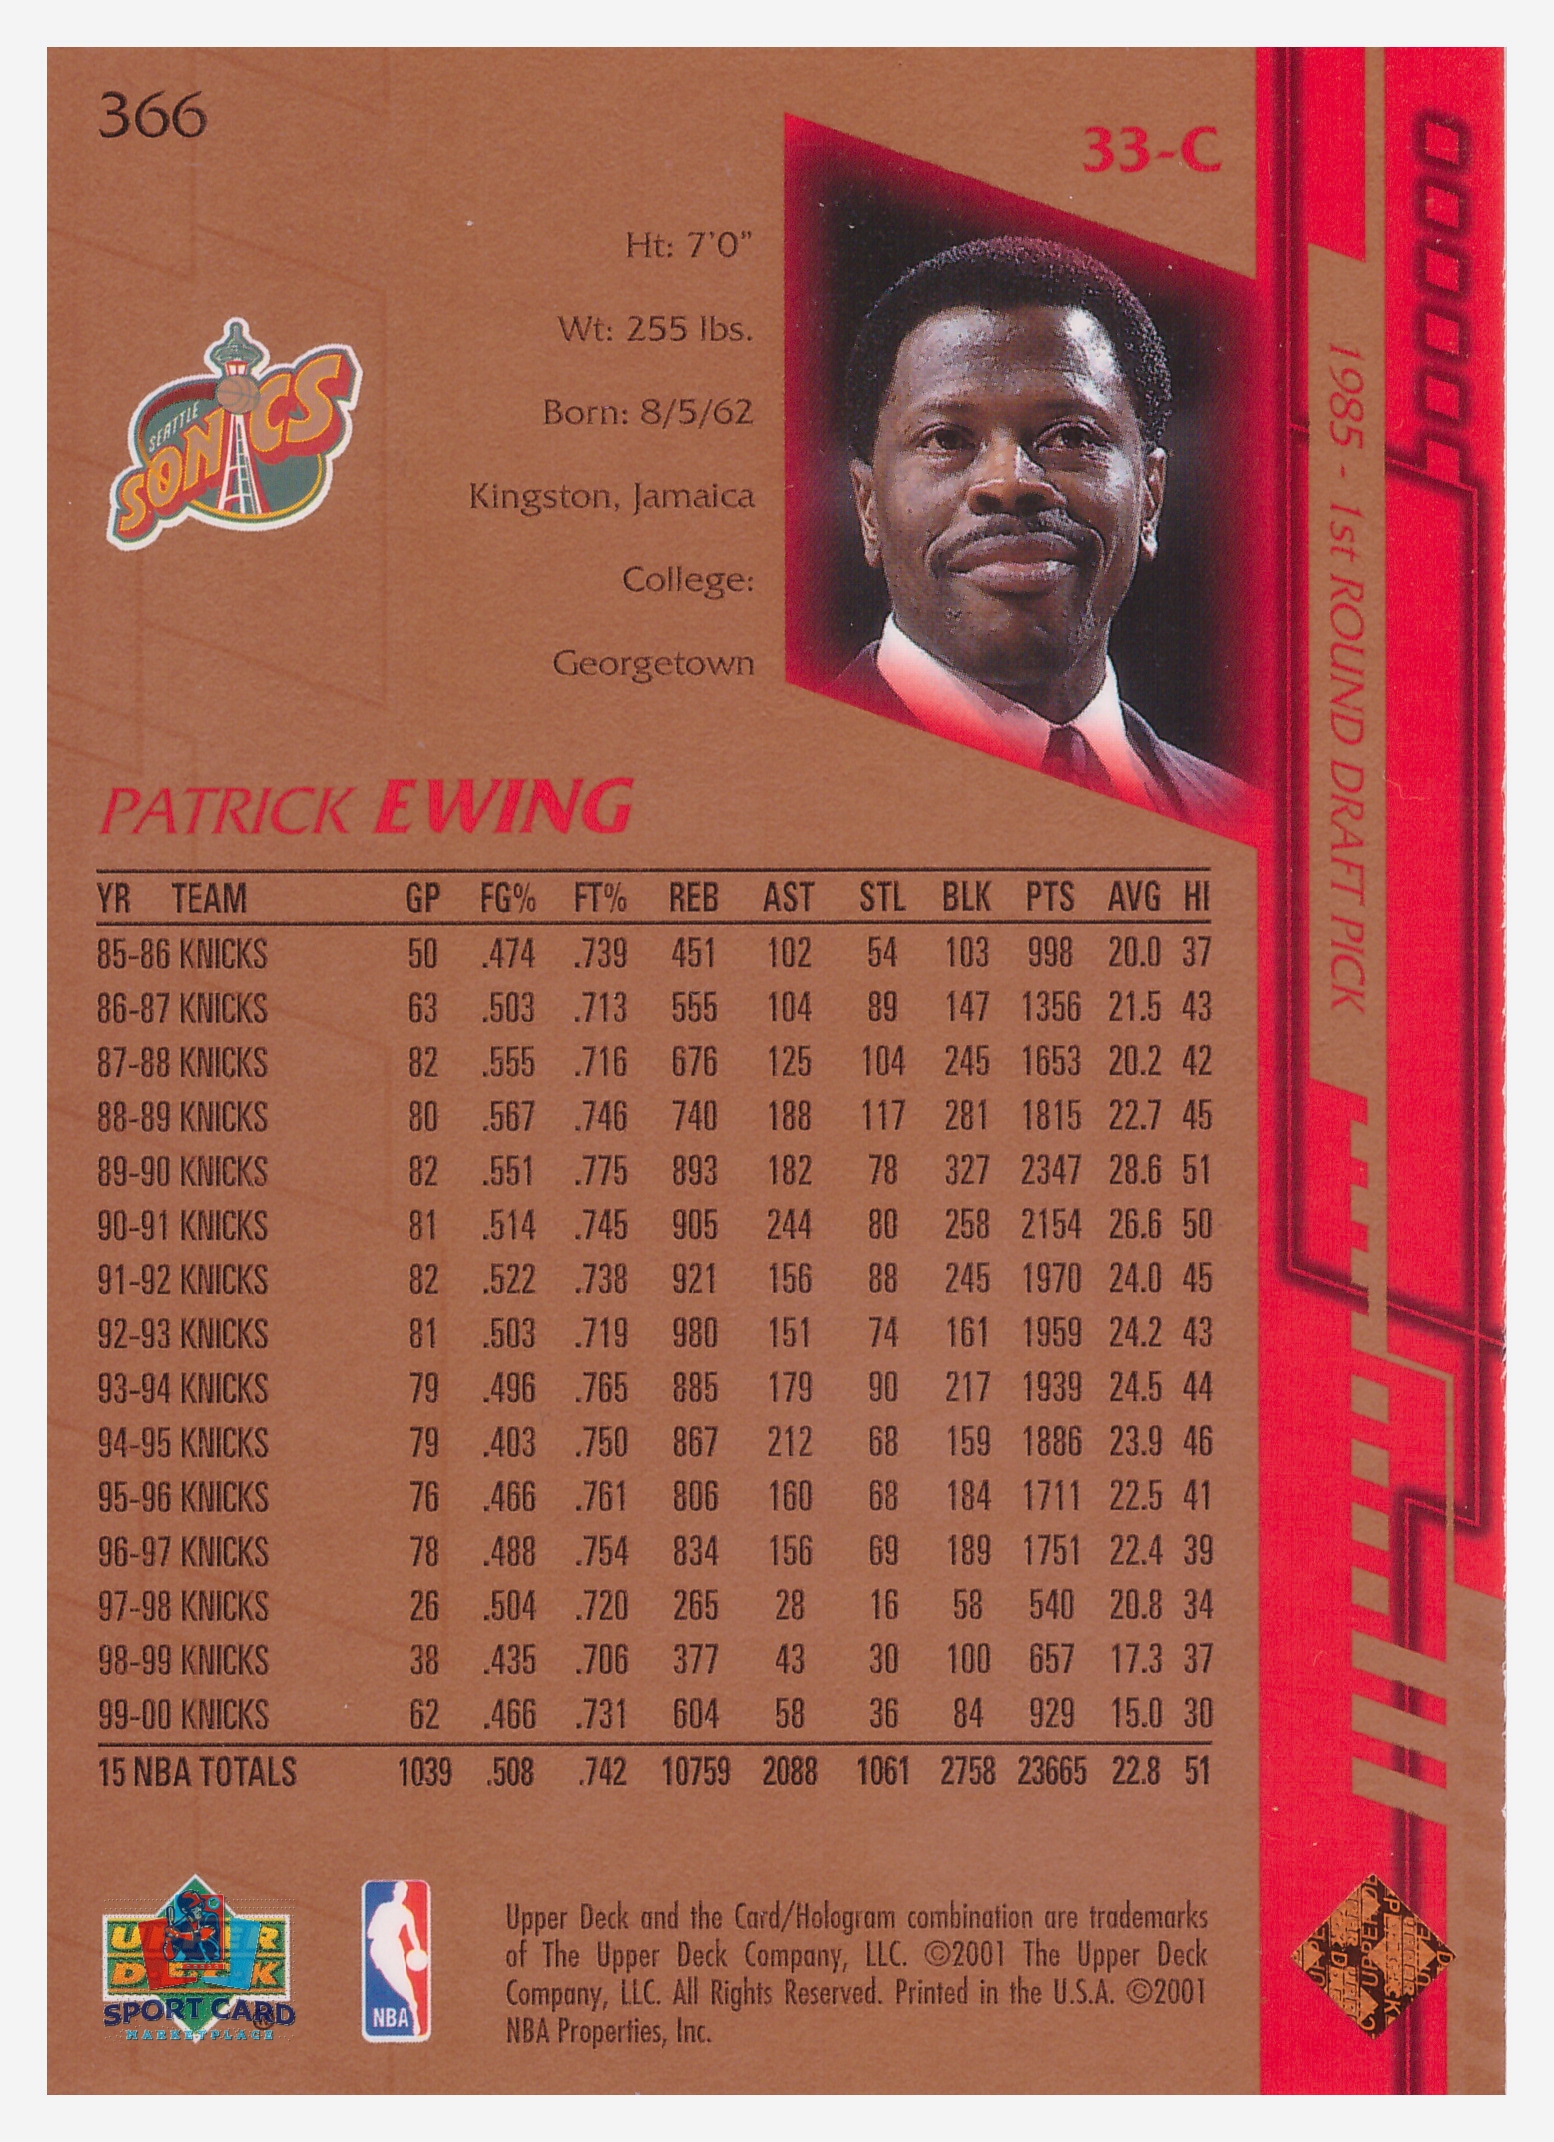 366
33-C
Ht: 7'0"
Wt: 255 lbs.
Born: 8/5/62
Kingston, Jamaica
College:
Georgetown
SEATTLE
SONICS
1985 - 1st ROUND DRAFT PICK
PATRICK EWING
YR TEAM GP FG% FT% REB AST STL BLK PTS AVG HI
85-86 KNICKS 50 .474 .739 451 102 54 103 998 20.0 37
86-87 KNICKS 63 .503 .713 555 104 89 147 1356 21.5 43
87-88 KNICKS 82 .555 .716 676 125 104 245 1653 20.2 42
88-89 KNICKS 80 .567 .746 740 188 117 281 1815 22.7 45
89-90 KNICKS 82 .551 .775 893 182 78 327 2347 28.6 51
90-91 KNICKS 81 .514 .745 905 244 80 258 2154 26.6 50
91-92 KNICKS 82 .522 .738 921 156 88 245 1970 24.0 45
92-93 KNICKS 81 .503 .719 980 151 74 161 1959 24.2 43
93-94 KNICKS 79 .496 .765 885 179 90 217 1939 24.5 44
94-95 KNICKS 79 .403 .750 867 212 68 159 1886 23.9 46
95-96 KNICKS 76 .466 .761 806 160 68 184 1711 22.5 41
96-97 KNICKS 78 .488 .754 834 156 69 189 1751 22.4 39
97-98 KNICKS 26 .504 .720 265 28 16 58 540 20.8 34
98-99 KNICKS 38 .435 .706 377 43 30 100 657 17.3 37
99-00 KNICKS 62 .466 .731 604 58 36 84 929 15.0 30
15 NBA TOTALS 1039 .508 .742 10759 2088 1061 2758 23665 22.8 51
UPPER
DECK
SPORT CARD
MARKETPLACE
NBA
Upper Deck and the Card/Hologram combination are trademarks
of The Upper Deck Company, LLC. ©2001 The Upper Deck
Company, LLC. All Rights Reserved. Printed in the U.S.A. ©2001
NBA Properties, Inc.